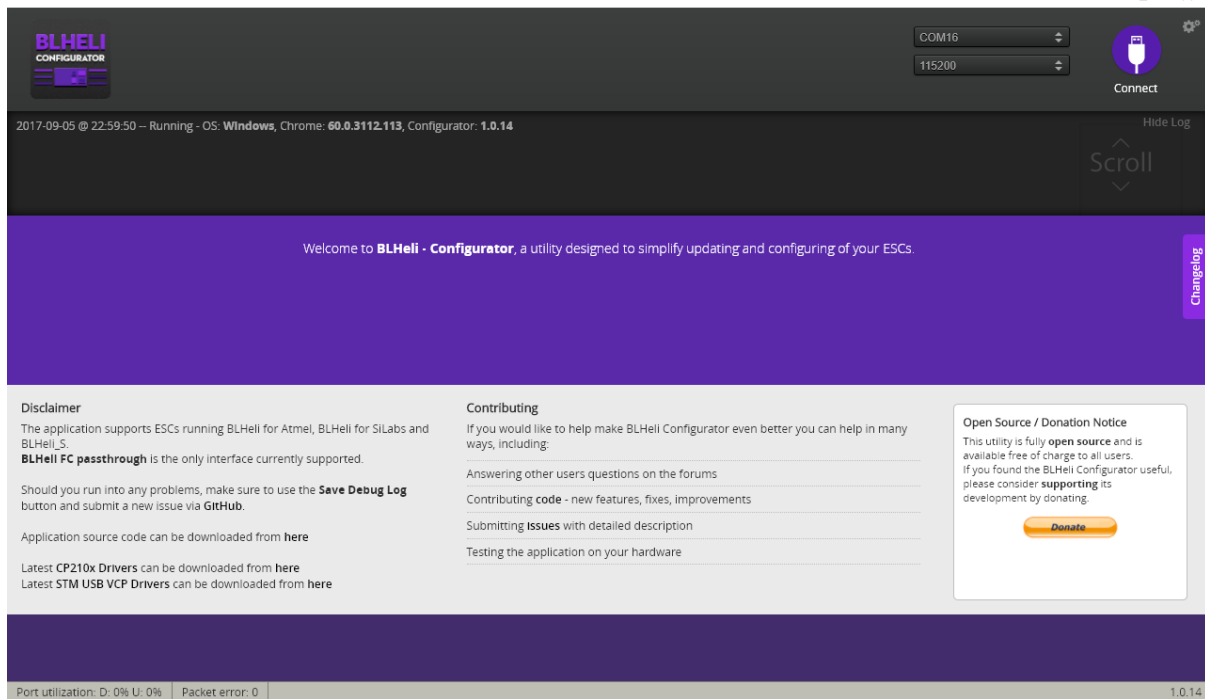 BLHELI
CONFIGURATOR
COM16
115200
Connect
2017-09-05 @ 22:59:50 -- Running - OS: Windows, Chrome: 60.0.3112.113, Configurator: 1.0.14
Hide Log
Scroll
Welcome to BLHeli - Configurator, a utility designed to simplify updating and configuring of your ESCs.
Changelog
Disclaimer
The application supports ESCs running BLHeli for Atmel, BLHeli for SiLabs and
BLHeli_S.
BLHeli FC passthrough is the only interface currently supported.
Should you run into any problems, make sure to use the Save Debug Log
button and submit a new issue via GitHub.
Application source code can be downloaded from here
Latest CP210x Drivers can be downloaded from here
Latest STM USB VCP Drivers can be downloaded from here
Contributing
If you would like to help make BLHeli Configurator even better you can help in many
ways, including:
Answering other users questions on the forums
Contributing code - new features, fixes, improvements
Submitting issues with detailed description
Testing the application on your hardware
Open Source / Donation Notice
This utility is fully open source and is
available free of charge to all users.
If you found the BLHeli Configurator useful,
please consider supporting its
development by donating.
Donate
Port utilization: D: 0% U: 0%
Packet error: 0
1.0.14